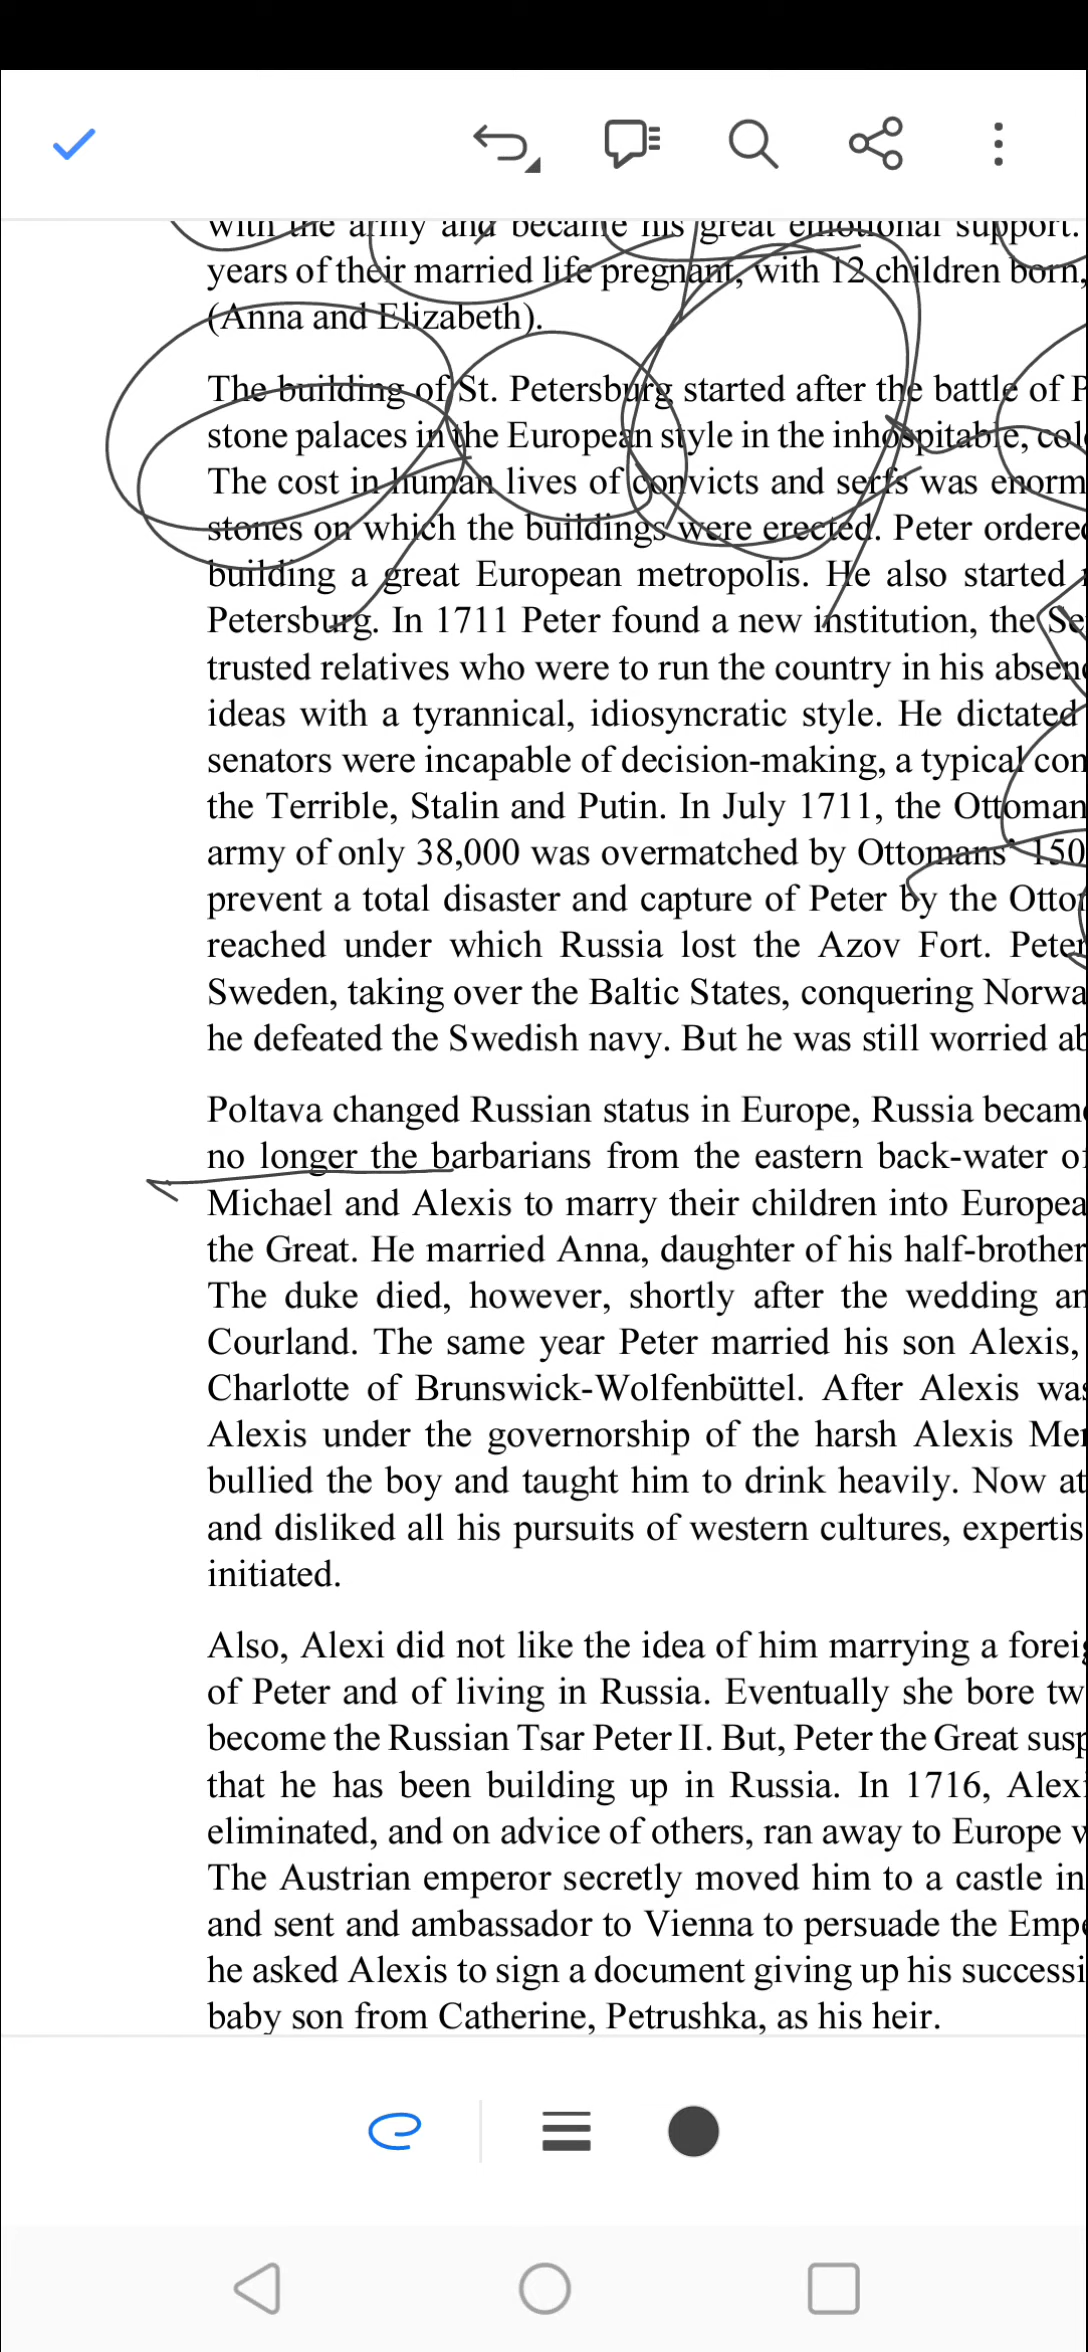 with the army and became his great emotional support.
years of their married life pregnant, with 12 children born,
(Anna and Elizabeth).
The building of St. Petersburg started after the battle of
stone palaces in the European style in the inhospitable,
The cost in human lives of convicts and serfs was
stones on which the buildings were erected. Peter
building a great European metropolis. He also started
Petersburg. In 1711 Peter found a new institution, the
trusted relatives who were to run the country in his
ideas with a tyrannical, idiosyncratic style. He dictated
senators were incapable of decision-making, a typical
the Terrible, Stalin and Putin. In July 1711, the Ottoman
army of only 38,000 was overmatched by Ottomans'
prevent a total disaster and capture of Peter by the
reached under which Russia lost the Azov Fort.
Sweden, taking over the Baltic States, conquering
he defeated the Swedish navy. But he was still worried
Poltava changed Russian status in Europe, Russia
no longer the barbarians from the eastern back-water
Michael and Alexis to marry their children into
the Great. He married Anna, daughter of his half-brother
The duke died, however, shortly after the wedding
Courland. The same year Peter married his son Alexis,
Charlotte of Brunswick-Wolfenbüttel. After Alexis
Alexis under the governorship of the harsh Alexis
bullied the boy and taught him to drink heavily. Now at
and disliked all his pursuits of western cultures,
initiated.
Also, Alexi did not like the idea of him marrying a
of Peter and of living in Russia. Eventually she bore
become the Russian Tsar Peter II. But, Peter the Great
that he has been building up in Russia. In 1716,
eliminated, and on advice of others, ran away to Europe
The Austrian emperor secretly moved him to a castle in
and sent and ambassador to Vienna to persuade the
he asked Alexis to sign a document giving up his
baby son from Catherine, Petrushka, as his heir.